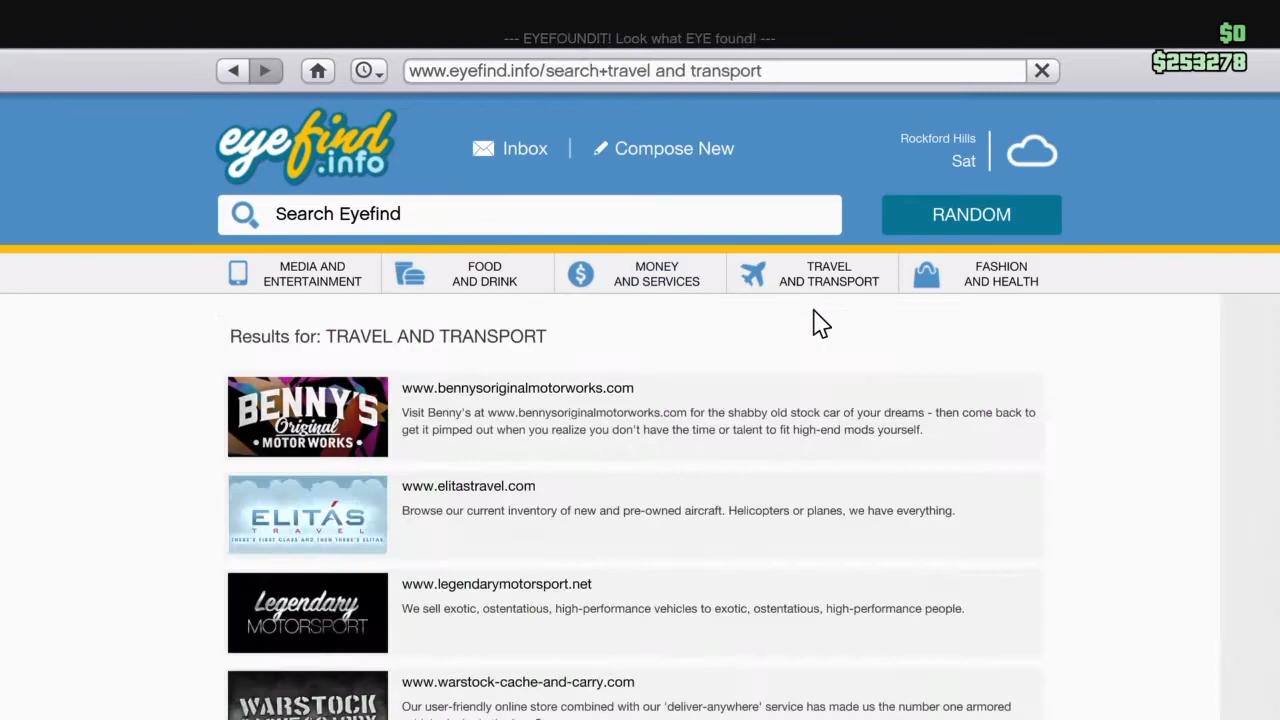 --- EYEFOUNDIT! Look what EYE found! ---
$0
$253278
www.eyefind.info/search+travel and transport
eyefind
.info
Inbox
Compose New
Rockford Hills
Sat
Search Eyefind
RANDOM
MEDIA AND
ENTERTAINMENT
FOOD
AND DRINK
MONEY
AND SERVICES
TRAVEL
AND TRANSPORT
FASHION
AND HEALTH
Results for: TRAVEL AND TRANSPORT
BENNY'S
Original
• MOTOR WORKS •
www.bennysoriginalmotorworks.com
Visit Benny's at www.bennysoriginalmotorworks.com for the shabby old stock car of your dreams - then come back to
get it pimped out when you realize you don't have the time or talent to fit high-end mods yourself.
ELITÁS
TRAVEL
THERE'S FIRST CLASS AND THEN THERE'S ELITAS
www.elitastravel.com
Browse our current inventory of new and pre-owned aircraft. Helicopters or planes, we have everything.
Legendary
MOTORSPORT
www.legendarymotorsport.net
We sell exotic, ostentatious, high-performance vehicles to exotic, ostentatious, high-performance people.
WARSTOCK
www.warstock-cache-and-carry.com
Our user-friendly online store combined with our 'deliver-anywhere' service has made us the number one armored